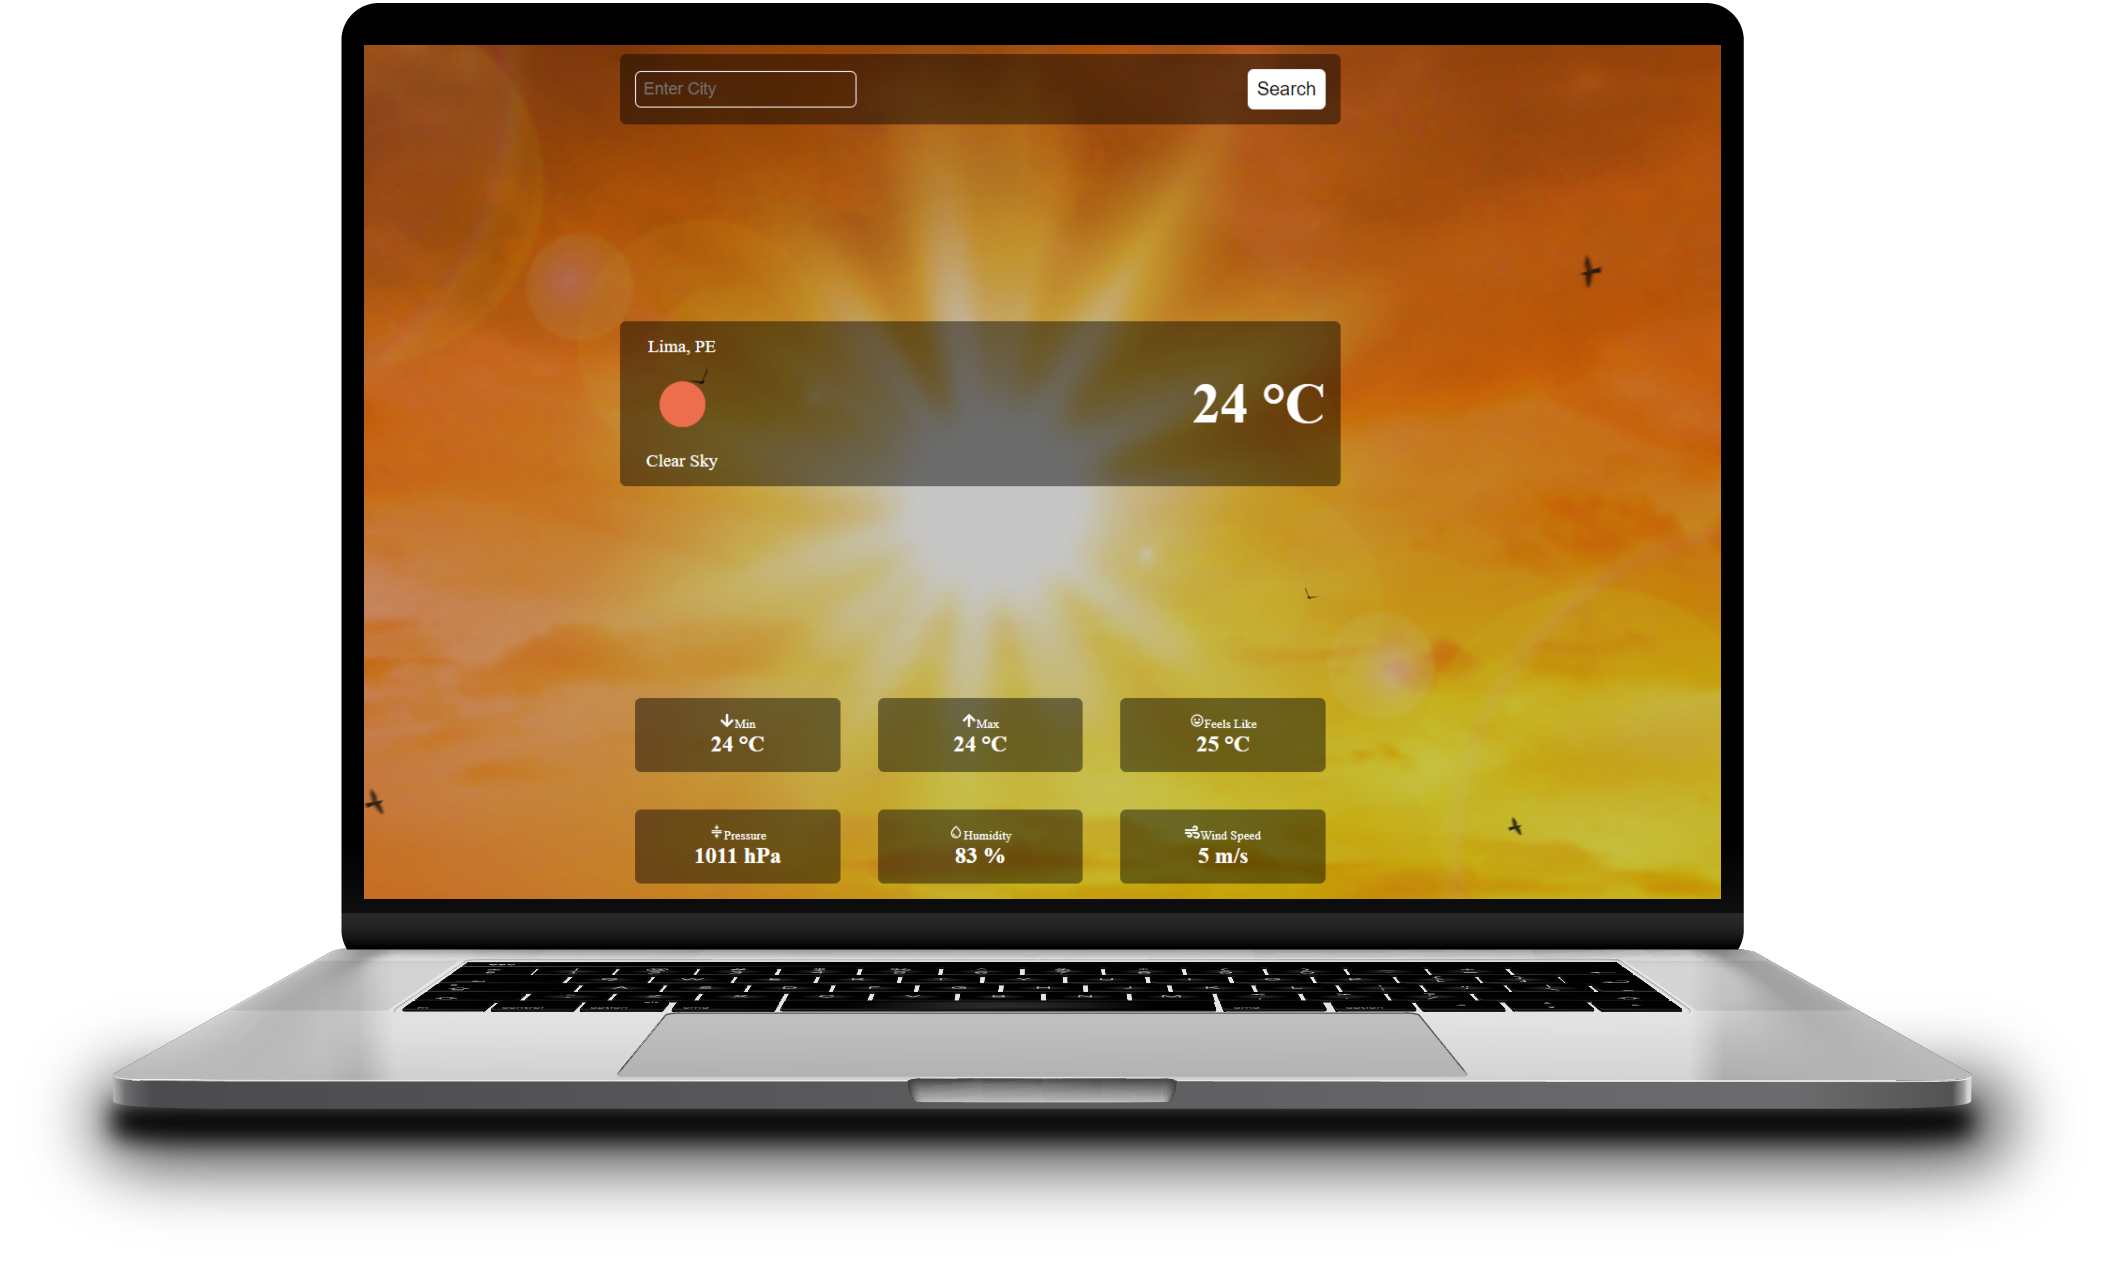 Enter City
Search
Lima, PE
24 °C
Clear Sky
Min
24 °C
Max
24 °C
Feels Like
25 °C
Pressure
1011 hPa
Humidity
83 %
Wind Speed
5 m/s